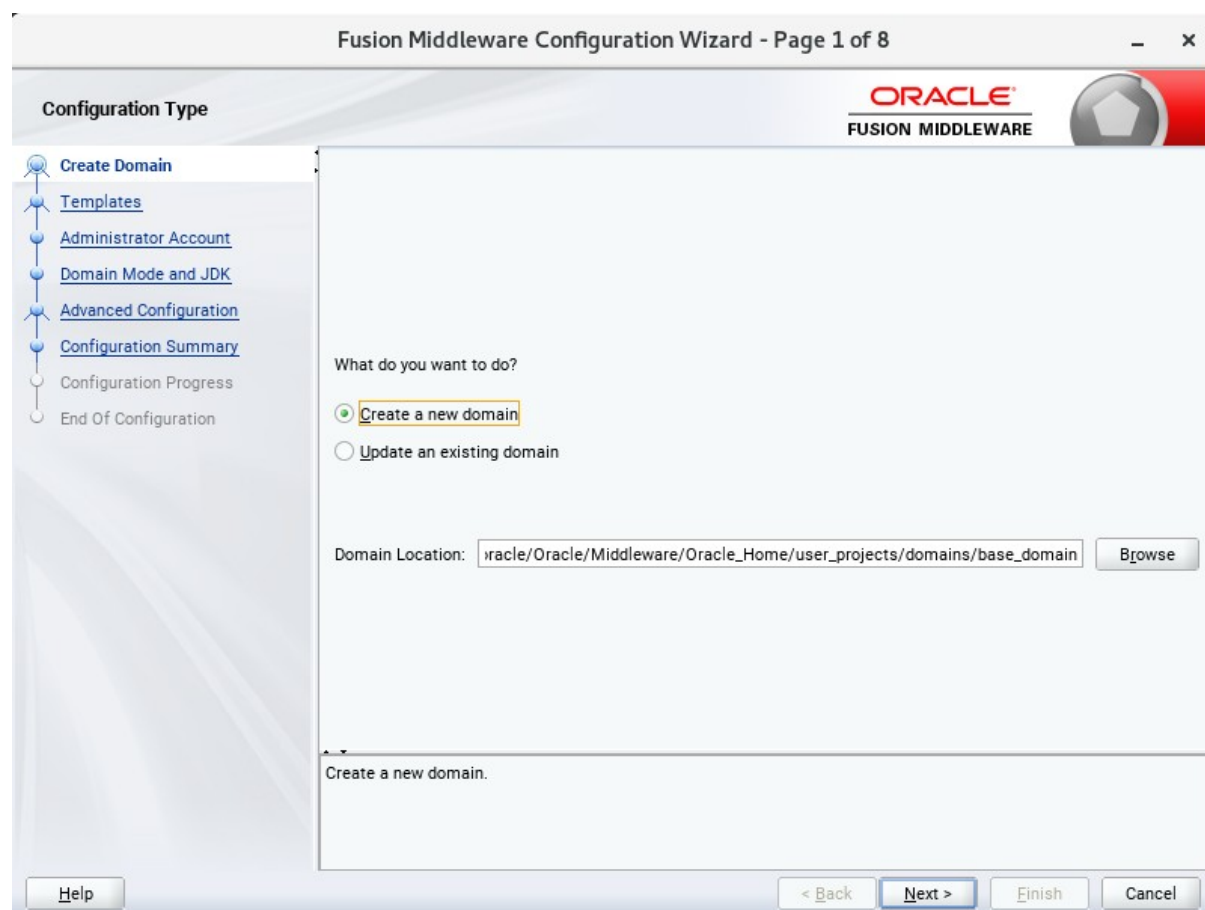 Fusion Middleware Configuration Wizard - Page 1 of 8
Configuration Type
ORACLE
FUSION MIDDLEWARE
Create Domain
Templates
Administrator Account
Domain Mode and JDK
Advanced Configuration
Configuration Summary
Configuration Progress
End Of Configuration
What do you want to do?
Create a new domain
Update an existing domain
Domain Location: racle/Oracle/Middleware/Oracle_Home/user_projects/domains/base_domain Browse
Create a new domain.
Help < Back Next > Finish Cancel